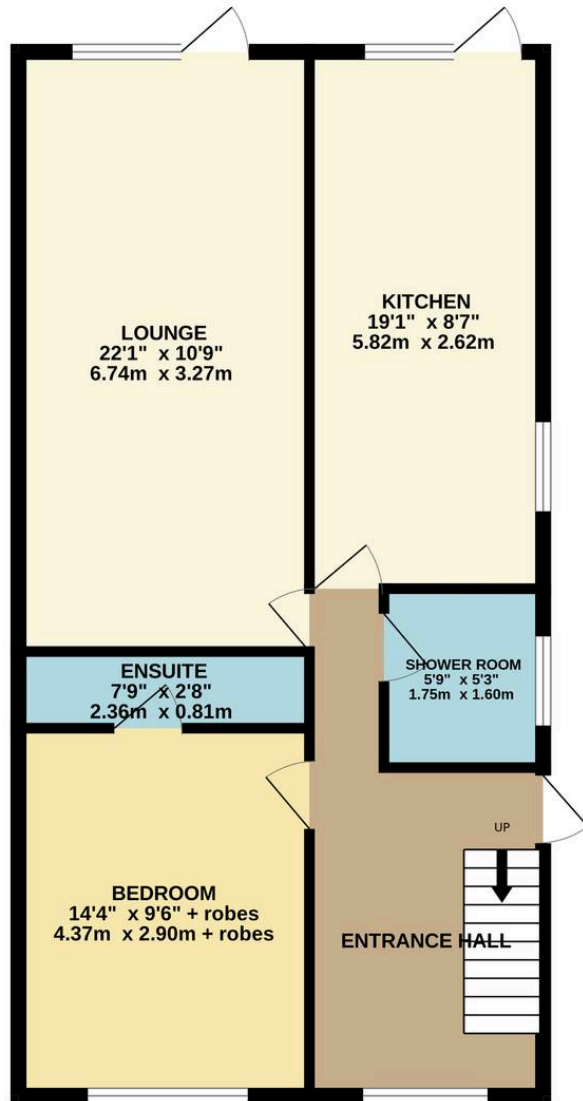 KITCHEN
19'1" x 8'7"
5.82m x 2.62m
LOUNGE
22'1" x 10'9"
6.74m x 3.27m
ENSUITE
7'9" x 2'8"
2.36m x 0.81m
SHOWER ROOM
5'9" x 5'3"
1.75m x 1.60m
UP
BEDROOM
14'4" x 9'6" + robes
4.37m x 2.90m + robes
ENTRANCE HALL